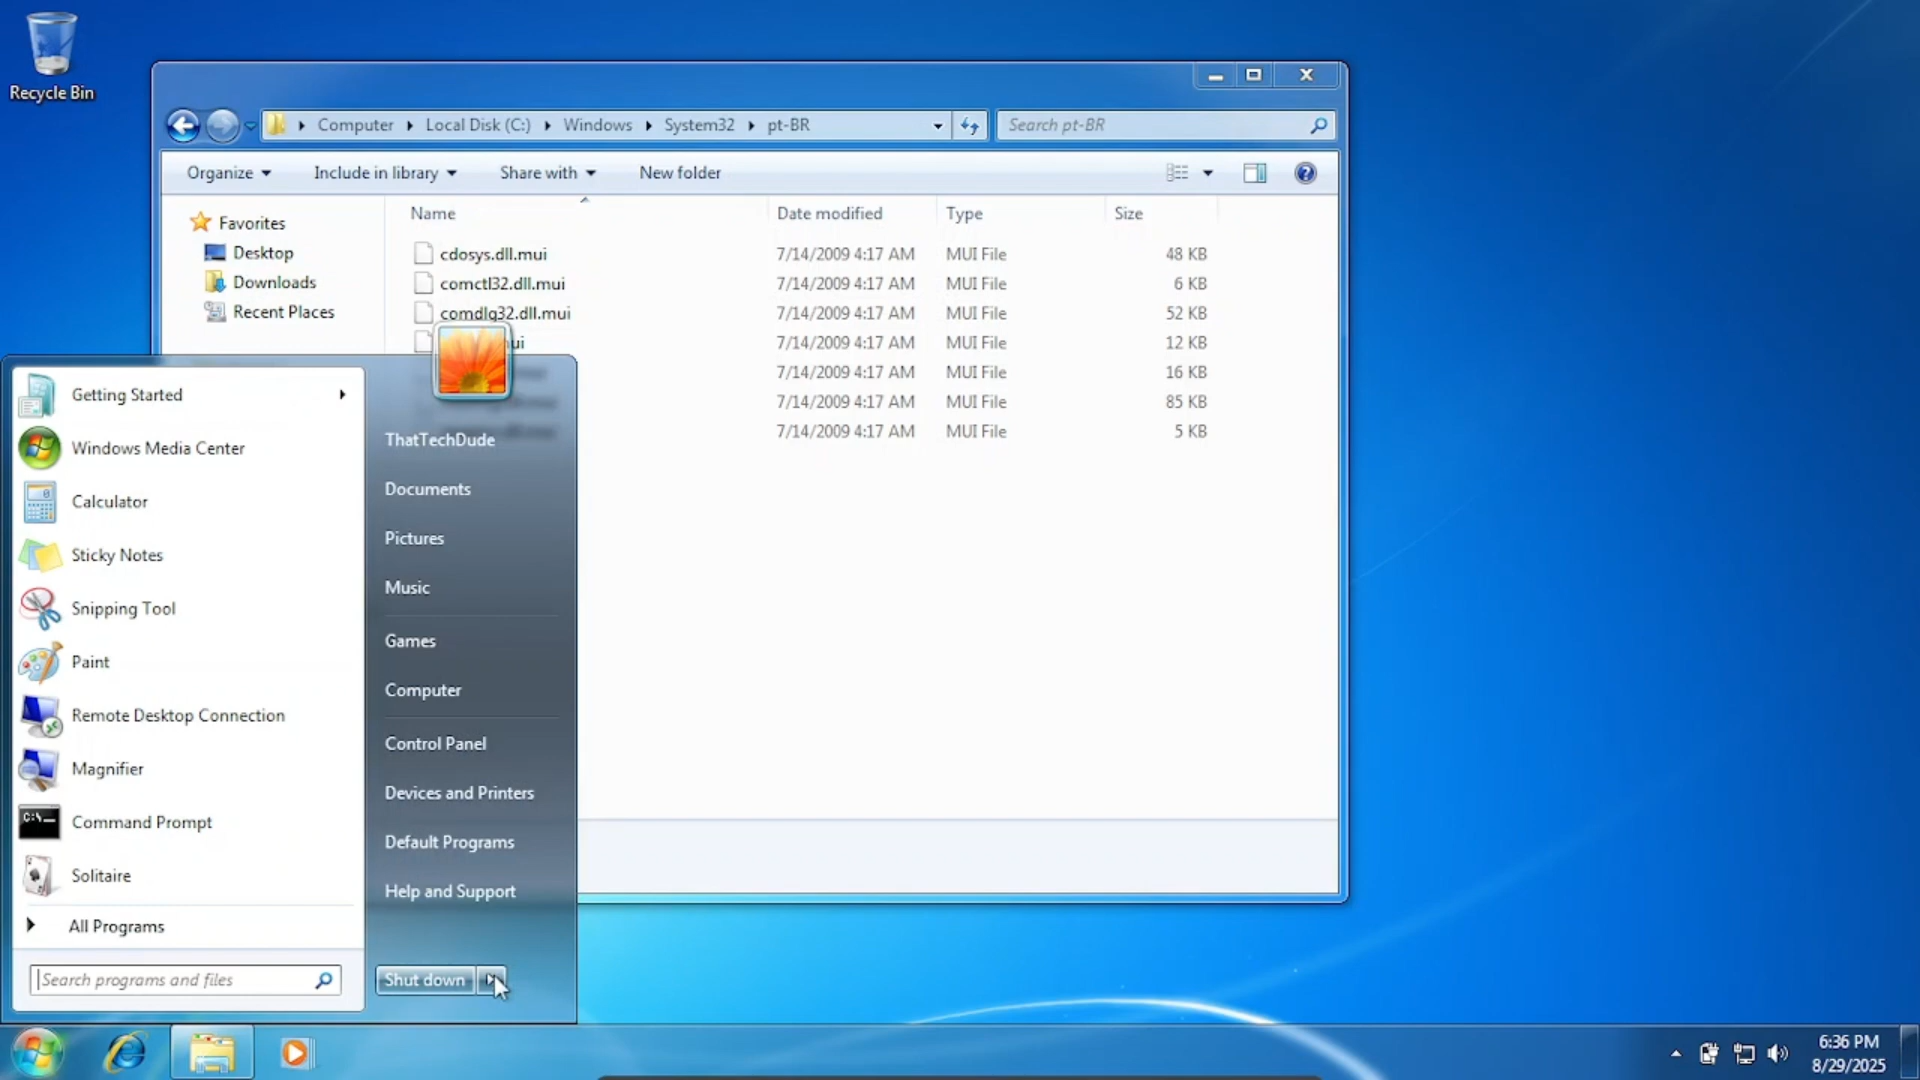 Recycle Bin
Computer
Local Disk (C:)
Windows
System32
pt-BR
Search pt-BR
Organize
Include in library
Share with
New folder
Name
Date modified
Type
Size
Favorites
Desktop
Downloads
Recent Places
cdosys.dll.mui 7/14/2009 4:17 AM MUI File 48 KB
comctl32.dll.mui 7/14/2009 4:17 AM MUI File 6 KB
comdlg32.dll.mui 7/14/2009 4:17 AM MUI File 52 KB
7/14/2009 4:17 AM MUI File 12 KB
7/14/2009 4:17 AM MUI File 16 KB
7/14/2009 4:17 AM MUI File 85 KB
7/14/2009 4:17 AM MUI File 5 KB
Getting Started
Windows Media Center
Calculator
Sticky Notes
Snipping Tool
Paint
Remote Desktop Connection
Magnifier
Command Prompt
Solitaire
All Programs
Search programs and files
ThatTechDude
Documents
Pictures
Music
Games
Computer
Control Panel
Devices and Printers
Default Programs
Help and Support
Shut down
6:36 PM
8/29/2025